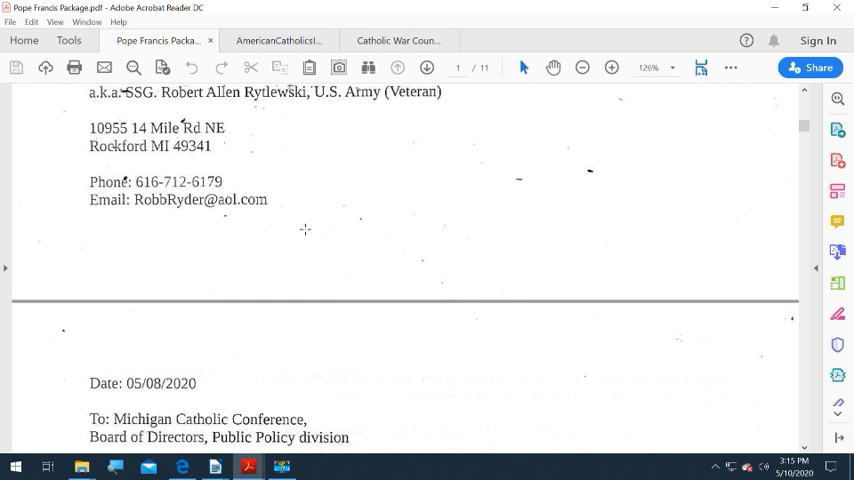 Pope Francis Package.pdf - Adobe Acrobat Reader DC
File Edit View Window Help
Home Tools Pope Francis Packa... × AmericanCatholicsI... Catholic War Coun... Sign In
1 / 11 126% Share
a.k.a. SSG. Robert Allen Rytlewski, U.S. Army (Veteran)
10955 14 Mile Rd NE
Rockford MI 49341
Phone: 616-712-6179
Email: RobbRyder@aol.com
Date: 05/08/2020
To: Michigan Catholic Conference,
Board of Directors, Public Policy division
3:15 PM
5/10/2020